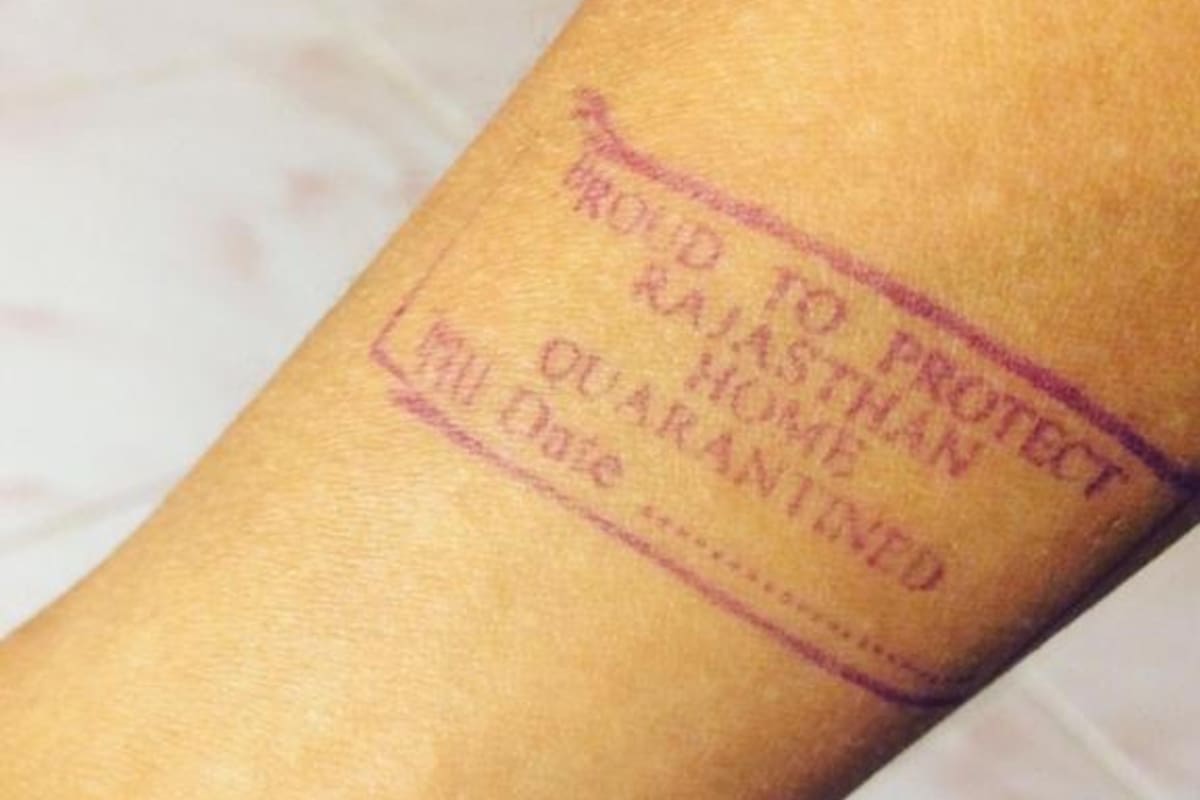 PROUD TO PROTECT
RAJASTHAN
HOME
QUARANTINED
Till Date ....................